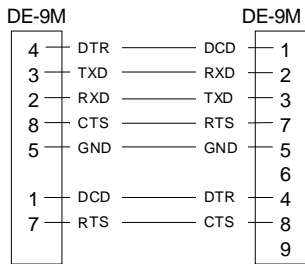 DE-9M DE-9M
4 DTR DCD 1
3 TXD RXD 2
2 RXD TXD 3
8 CTS RTS 7
5 GND GND 5
6
1 DCD DTR 4
7 RTS CTS 8
9